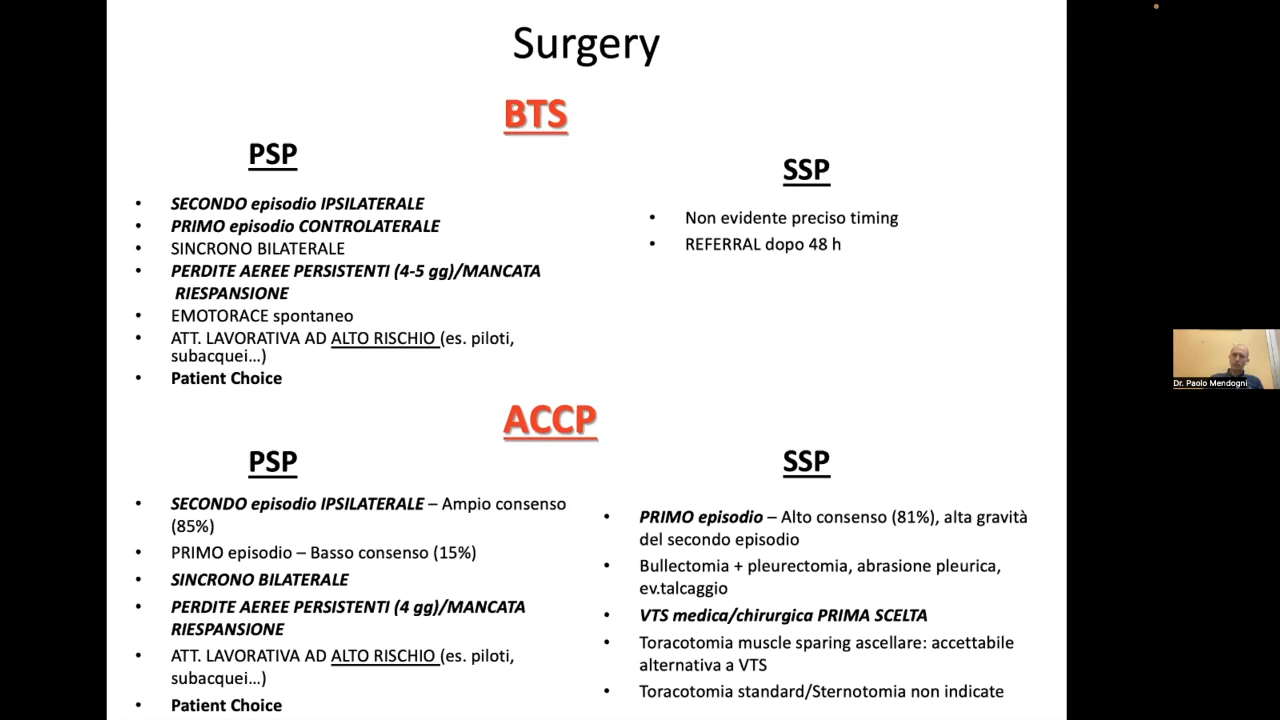 Surgery
BTS
PSP
SECONDO episodio IPSILATERALE
PRIMO episodio CONTROLATERALE
SINCRONO BILATERALE
PERDITE AEREE PERSISTENTI (4-5 gg)/MANCATA
RIESPANSIONE
EMOTORACE spontaneo
ATT. LAVORATIVA AD ALTO RISCHIO (es. piloti,
subacquei…)
Patient Choice
SSP
Non evidente preciso timing
REFERRAL dopo 48 h
ACCP
PSP
SECONDO episodio IPSILATERALE – Ampio consenso
(85%)
PRIMO episodio – Basso consenso (15%)
SINCRONO BILATERALE
PERDITE AEREE PERSISTENTI (4 gg)/MANCATA
RIESPANSIONE
ATT. LAVORATIVA AD ALTO RISCHIO (es. piloti,
subacquei…)
Patient Choice
SSP
PRIMO episodio – Alto consenso (81%), alta gravità
del secondo episodio
Bullectomia + pleurectomia, abrasione pleurica,
ev.talcaggio
VTS medica/chirurgica PRIMA SCELTA
Toracotomia muscle sparing ascellare: accettabile
alternativa a VTS
Toracotomia standard/Sternotomia non indicate
Dr. Paolo Mendogni